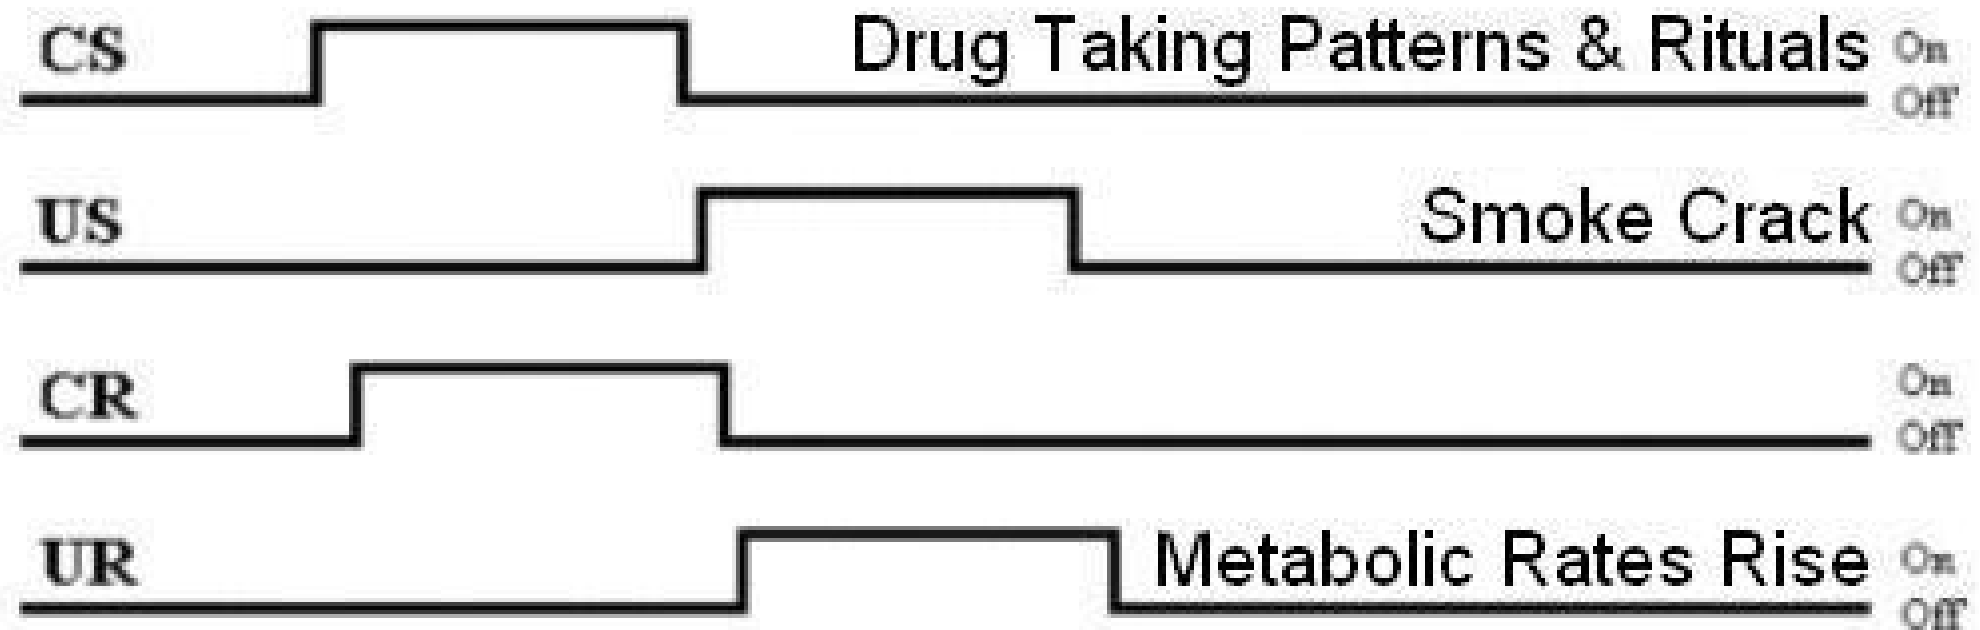 CS Drug Taking Patterns & Rituals On
Off
US Smoke Crack On
Off
CR On
Off
UR Metabolic Rates Rise On
Off